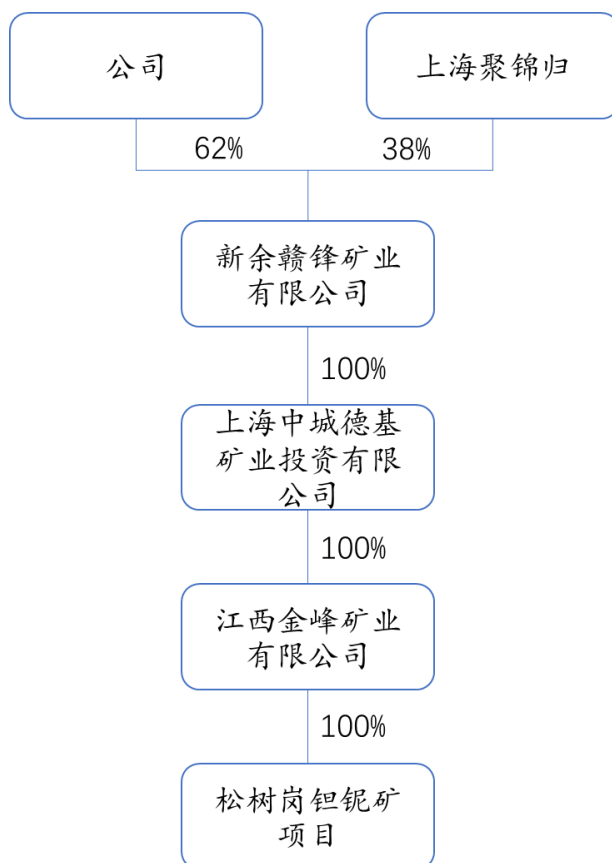 公司
上海聚锦归
62%
38%
新余赣锋矿业
有限公司
100%
上海中城德基
矿业投资有限
公司
100%
江西金峰矿业
有限公司
100%
松树岗钽铌矿
项目